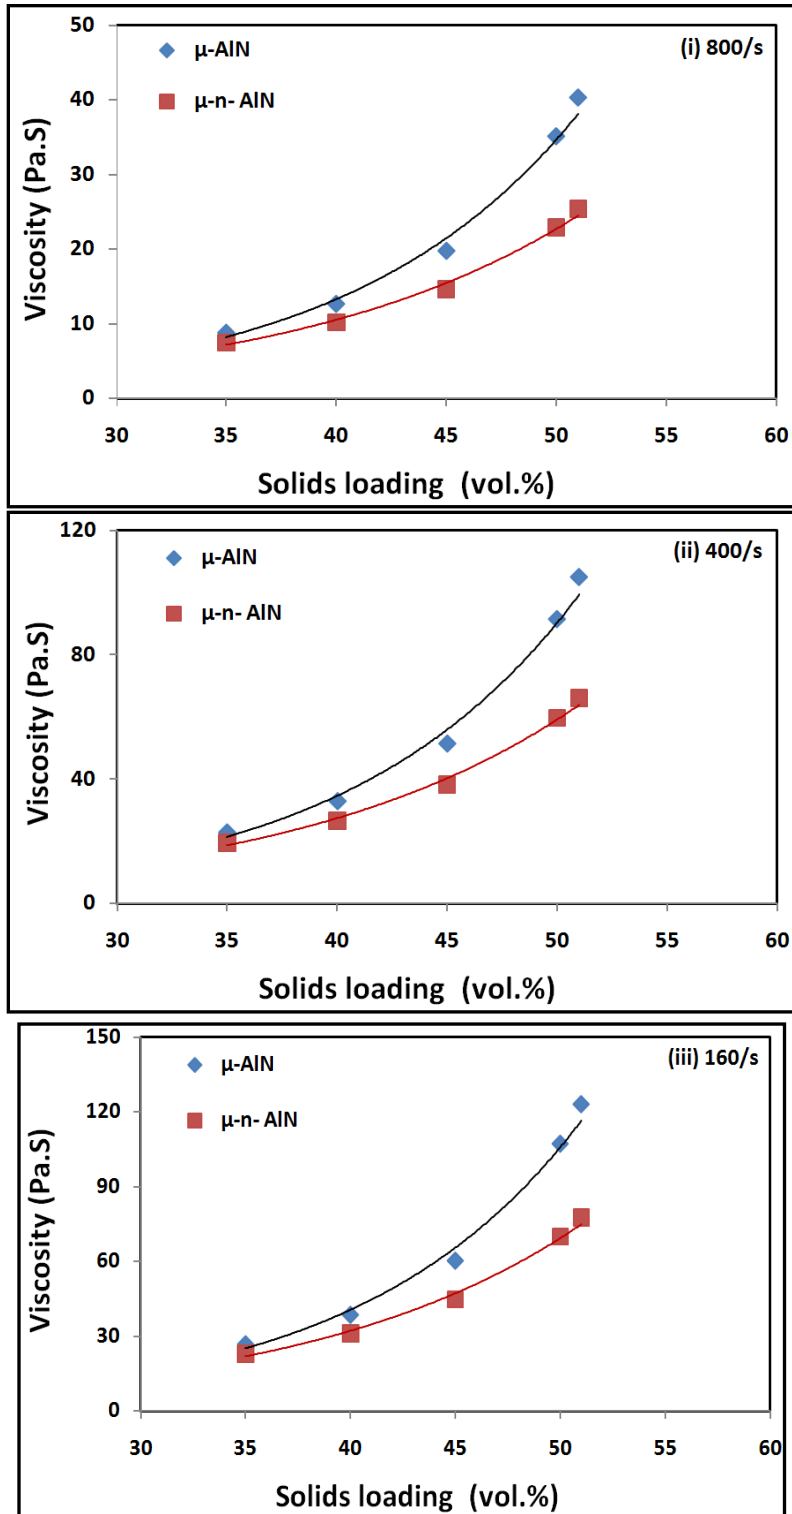 50
μ-AlN
(i) 800/s
40
μ-n- AlN
30
Viscosity (Pa.S)
20
10
0
30 35 40 45 50 55 60
Solids loading (vol.%)
120
μ-AlN
(ii) 400/s
μ-n- AlN
80
Viscosity (Pa.S)
40
0
30 35 40 45 50 55 60
Solids loading (vol.%)
150
μ-AlN
(iii) 160/s
120
μ-n- AlN
90
Viscosity (Pa.S)
60
30
0
30 35 40 45 50 55 60
Solids loading (vol.%)